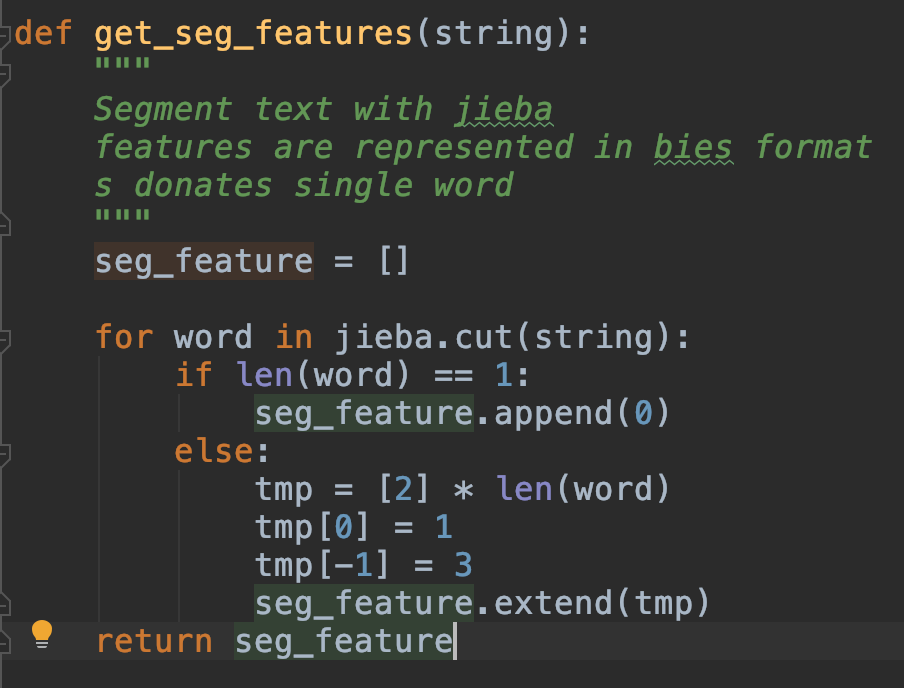 def get_seg_features(string):
    """
    Segment text with jieba
    features are represented in bies format
    s donates single word
    """
    seg_feature = []

    for word in jieba.cut(string):
        if len(word) == 1:
            seg_feature.append(0)
        else:
            tmp = [2] * len(word)
            tmp[0] = 1
            tmp[-1] = 3
            seg_feature.extend(tmp)
    return seg_feature